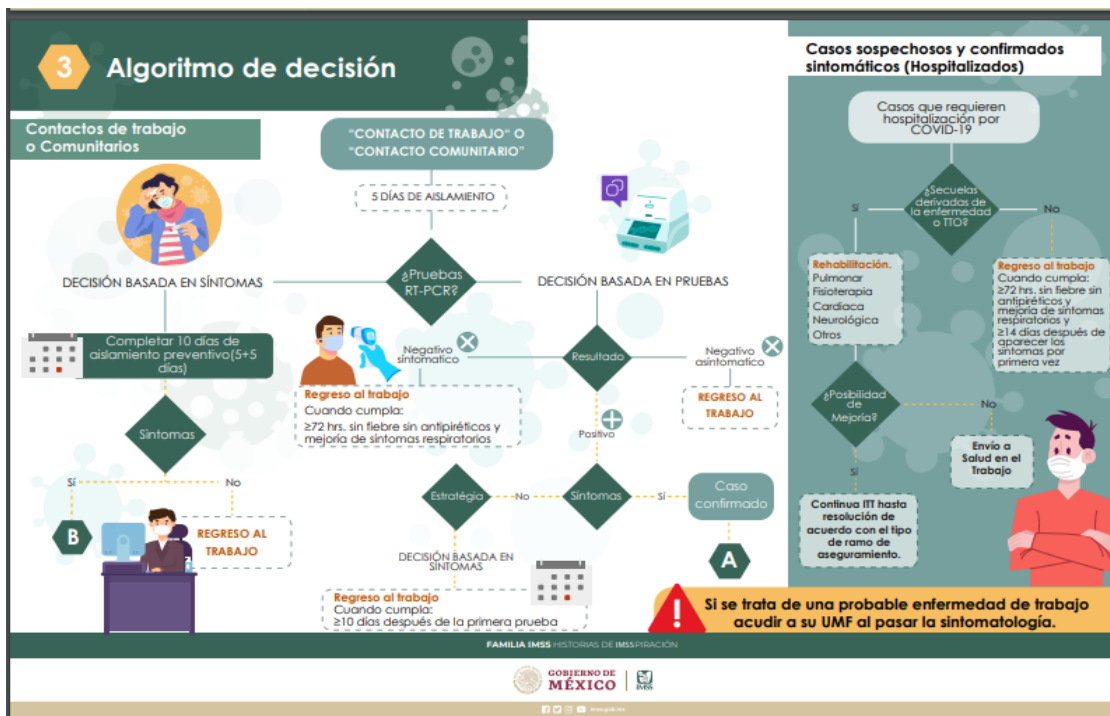 3
Algoritmo de decisión
Contactos de trabajo
o Comunitarios
"CONTACTO DE TRABAJO" O
"CONTACTO COMUNITARIO"
5 DÍAS DE AISLAMIENTO
¿Pruebas
RT-PCR?
DECISIÓN BASADA EN SÍNTOMAS
DECISIÓN BASADA EN PRUEBAS
Completar 10 días de
aislamiento preventivo(5+5
días)
Síntomas
Sí
No
B
REGRESO AL
TRABAJO
Resultado
Negativo
sintomatico
Negativo
asintomatico
Regreso al trabajo
Cuando cumpla:
≥72 hrs. sin fiebre sin antipiréticos y
mejoría de síntomas respiratorios
REGRESO AL
TRABAJO
Positivo
Síntomas
No
Sí
Estratégia
Caso
confirmado
A
DECISIÓN BASADA EN
SÍNTOMAS
Regreso al trabajo
Cuando cumpla:
≥10 días después de la primera prueba
Casos sospechosos y confirmados
sintomáticos (Hospitalizados)
Casos que requieren
hospitalización por
COVID-19
¿Secuelas
derivadas de
la enfermedad
o TTO?
Sí
No
Rehabilitación.
Pulmonar
Fisioterapia
Cardiaca
Neurológica
Otros
Regreso al trabajo
Cuando cumpla:
≥72 hrs. sin fiebre sin
antipiréticos y
mejoría de síntomas
respiratorios y
≥14 días después de
aparecer los
síntomas por
primera vez
¿Posibilidad
de
Mejoría?
No
Sí
Envío a
Salud en el
Trabajo
Continua ITT hasta
resolución de
acuerdo con el tipo
de ramo de
aseguramiento.
Si se trata de una probable enfermedad de trabajo
acudir a su UMF al pasar la sintomatología.
FAMILIA IMSS HISTORIAS DE IMSSPIRACIÓN
GOBIERNO DE
MÉXICO
IMSS
imss.gob.mx